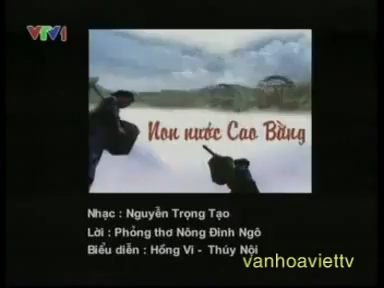 VTV1
Non nước Cao Bằng
Nhạc : Nguyễn Trọng Tạo
Lời : Phỏng thơ Nông Đình Ngô
Biểu diễn : Hồng Vi - Thúy Nội
vanhoaviettv